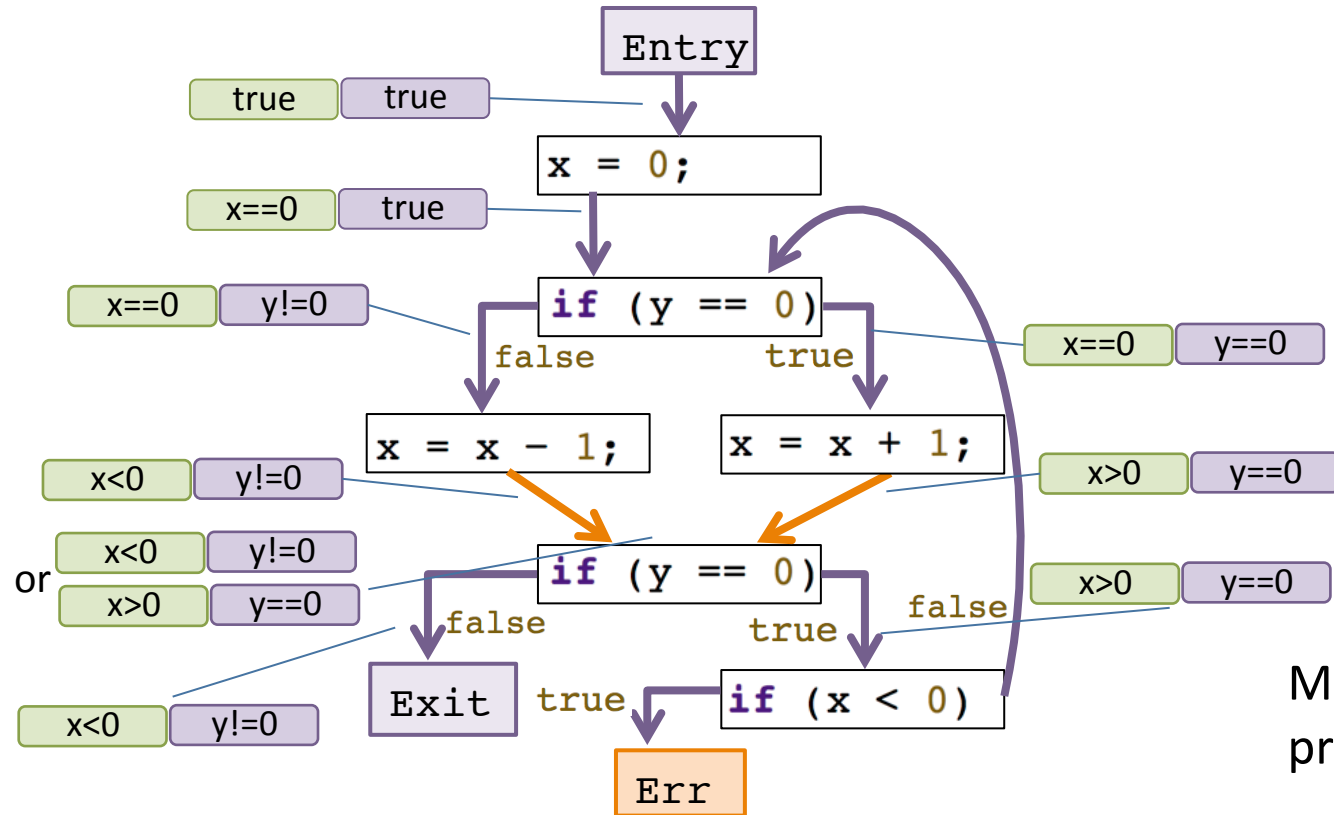 Entry
true true
x = 0;
x==0 true
if (y == 0)
x==0 y!=0
false
true
x==0 y==0
x = x - 1;
x = x + 1;
x<0 y!=0
x>0 y==0
or
x<0 y!=0
x>0 y==0
if (y == 0)
x>0 y==0
false
true
false
Exit
true
if (x < 0)
x<0 y!=0
M
pr
Err